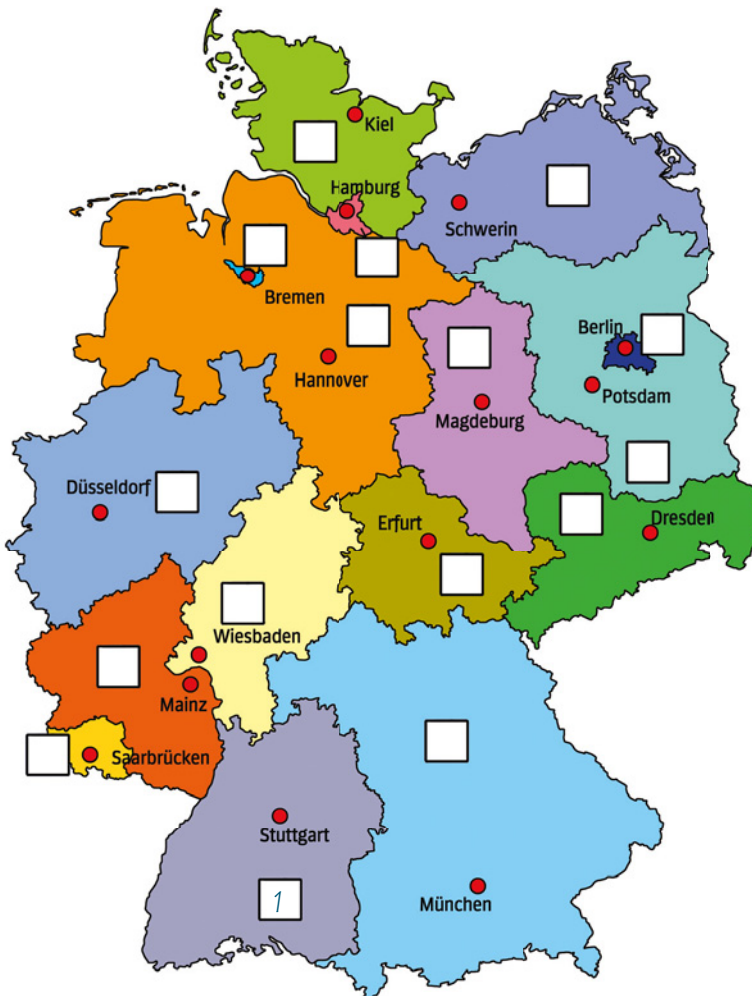 Kiel
Hamburg
Schwerin
Bremen
Berlin
Hannover
Potsdam
Magdeburg
Düsseldorf
Dresden
Erfurt
Wiesbaden
Mainz
Saarbrücken
Stuttgart
1
München